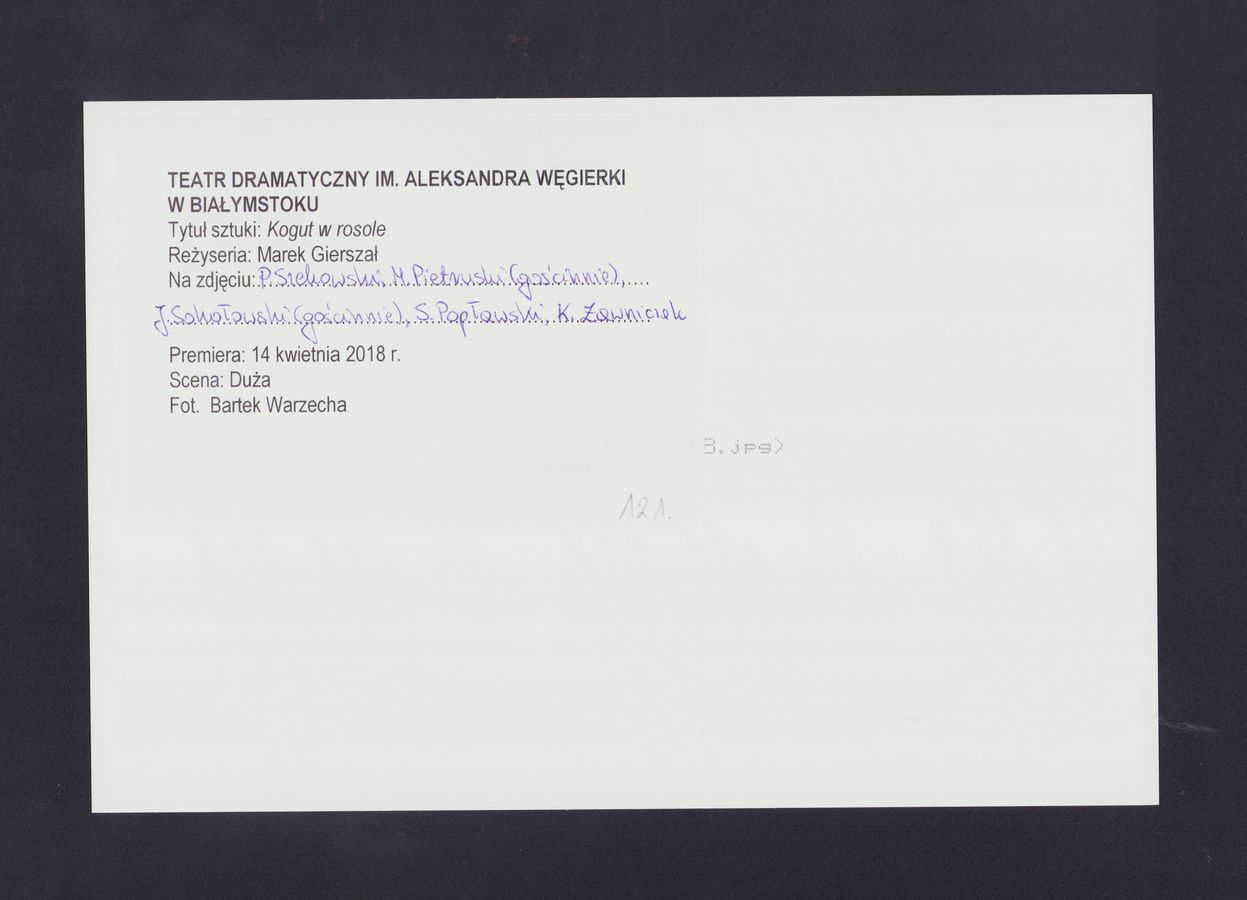 TEATR DRAMATYCZNY IM. ALEKSANDRA WĘGIERKI
W BIAŁYMSTOKU
Tytuł sztuki: Kogut w rosole
Reżyseria: Marek Gierszał
Na zdjęciu: P. Szekowski, M. Pietruski (gościnnie),....
J. Sokołowski (gościnnie), S. Popławski, K. Ławniczek
Premiera: 14 kwietnia 2018 r.
Scena: Duża
Fot. Bartek Warzecha
B.jpg)
121.